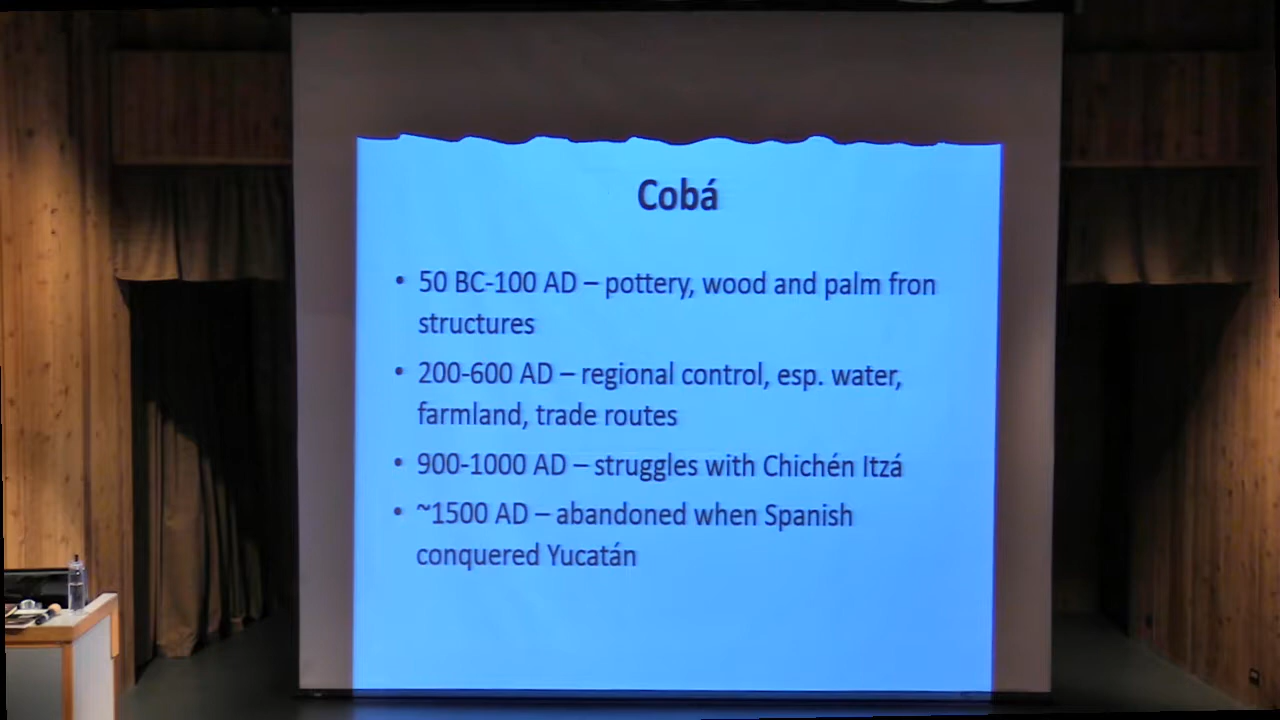 Cobá
• 50 BC-100 AD – pottery, wood and palm fron
structures
• 200-600 AD – regional control, esp. water,
farmland, trade routes
• 900-1000 AD – struggles with Chichén Itzá
• ~1500 AD – abandoned when Spanish
conquered Yucatán